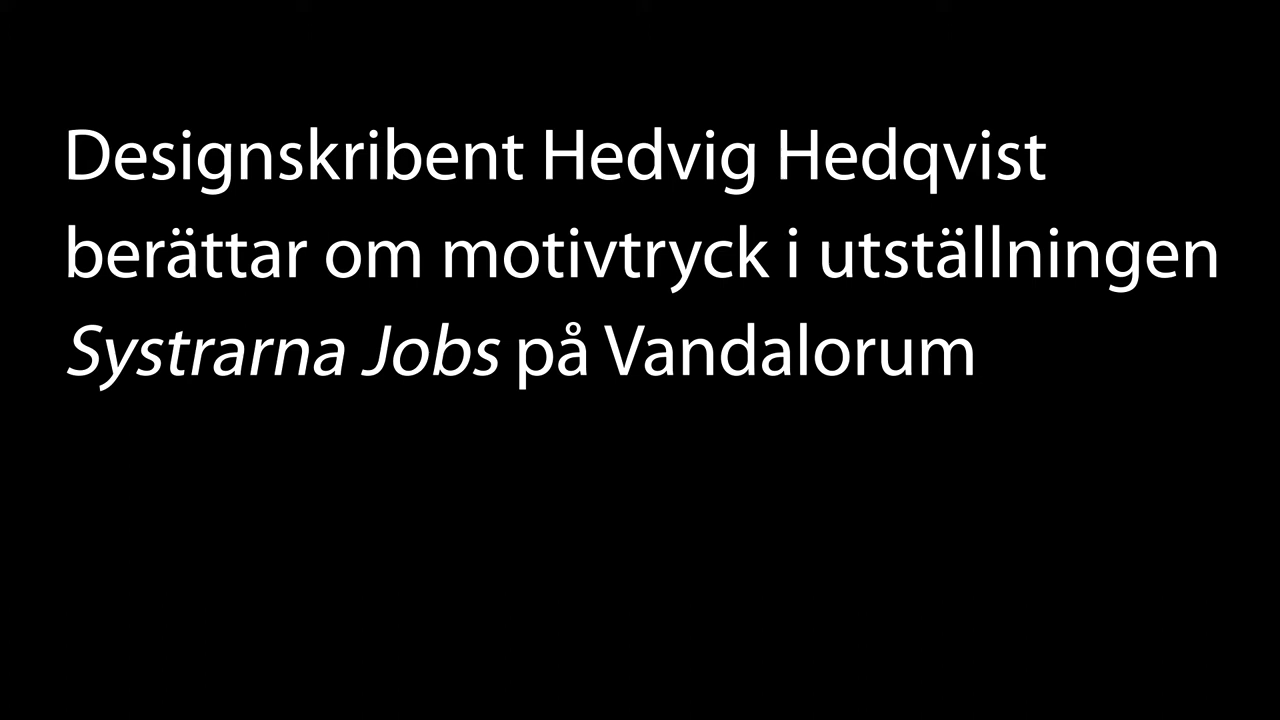 Designskribent Hedvig Hedqvist
berättar om motivtryck i utställningen
Systrarna Jobs på Vandalorum